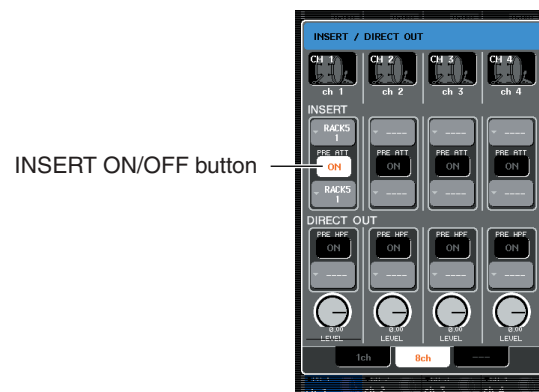 INSERT / DIRECT OUT
CH 1 CH 2 CH 3 CH 4
ch 1 ch 2 ch 3 ch 4
INSERT
RACK5 1 ---- ---- ----
PRE ATT PRE ATT PRE ATT PRE ATT
INSERT ON/OFF button
ON ON ON ON
RACK5 1 ---- ---- ----
DIRECT OUT
PRE HPF PRE HPF PRE HPF PRE HPF
ON ON ON ON
---- ---- ---- ----
0.00 0.00 0.00 0.00
LEVEL LEVEL LEVEL LEVEL
1ch 8ch ---